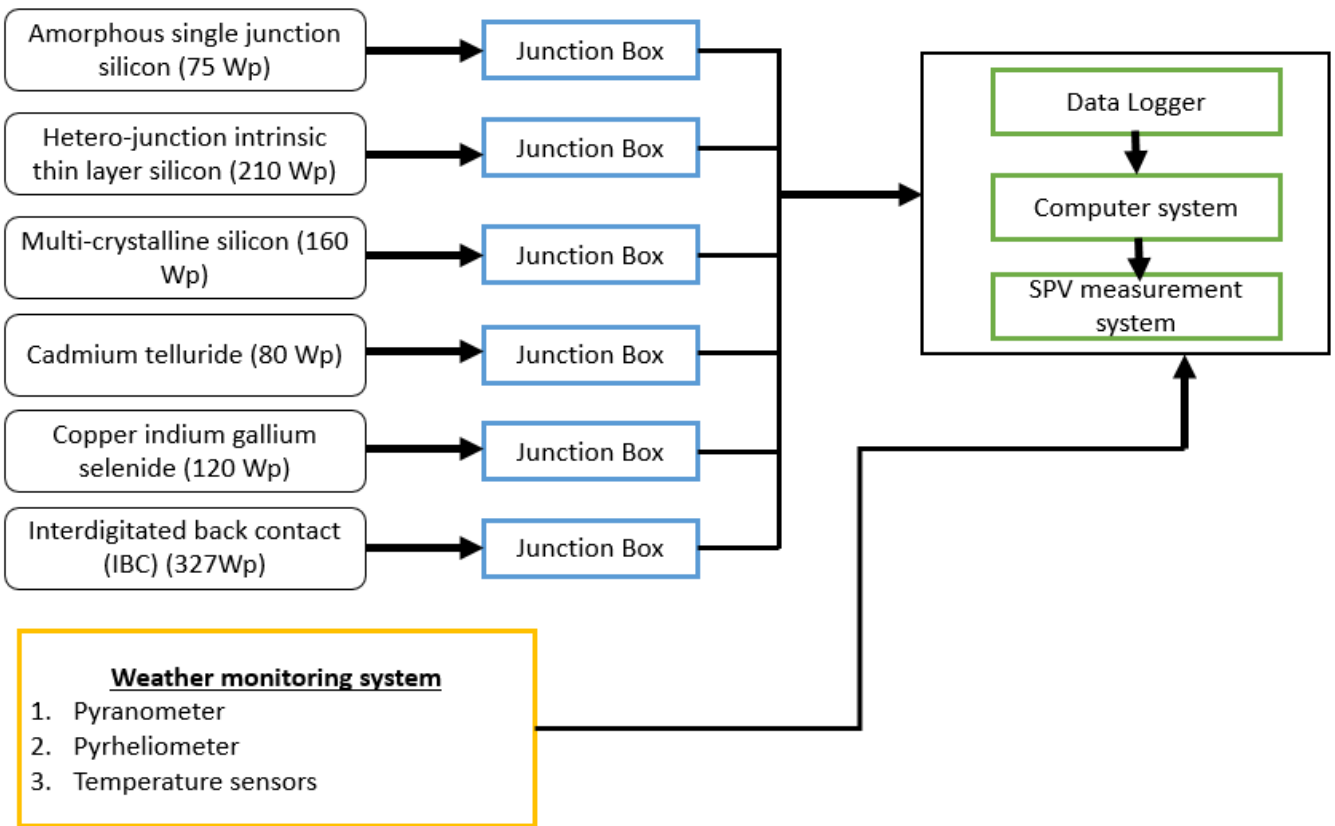 Amorphous single junction
silicon (75 Wp)
Junction Box
Hetero-junction intrinsic
thin layer silicon (210 Wp)
Junction Box
Multi-crystalline silicon (160
Wp)
Junction Box
Cadmium telluride (80 Wp)
Junction Box
Copper indium gallium
selenide (120 Wp)
Junction Box
Interdigitated back contact
(IBC) (327Wp)
Junction Box
Data Logger
Computer system
SPV measurement
system
Weather monitoring system
1. Pyranometer
2. Pyrheliometer
3. Temperature sensors